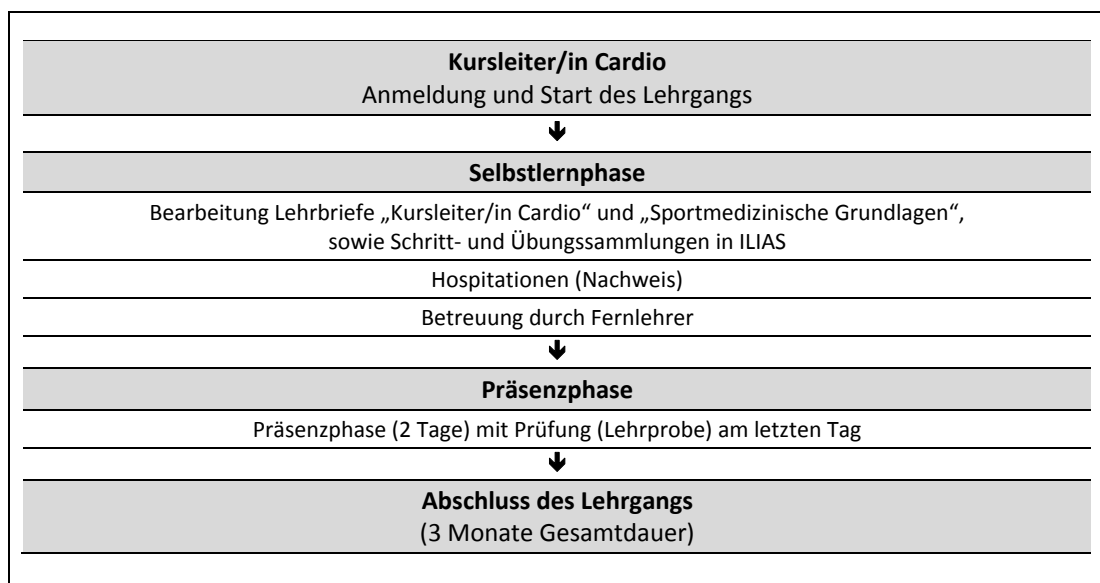 Kursleiter/in Cardio
Anmeldung und Start des Lehrgangs
Selbstlernphase
Bearbeitung Lehrbriefe „Kursleiter/in Cardio“ und „Sportmedizinische Grundlagen“,
sowie Schritt- und Übungssammlungen in ILIAS
Hospitationen (Nachweis)
Betreuung durch Fernlehrer
Präsenzphase
Präsenzphase (2 Tage) mit Prüfung (Lehrprobe) am letzten Tag
Abschluss des Lehrgangs
(3 Monate Gesamtdauer)